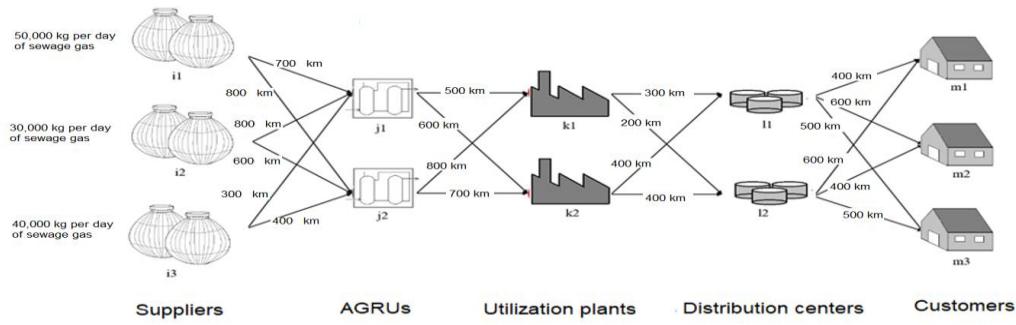 50,000 kg per day
of sewage gas
i1
30,000 kg per day
of sewage gas
i2
40,000 kg per day
of sewage gas
i3
700 km
800 km
800 km
600 km
300 km
400 km
j1
j2
500 km
600 km
800 km
700 km
k1
k2
300 km
200 km
400 km
400 km
l1
l2
400 km
600 km
500 km
600 km
400 km
500 km
m1
m2
m3
Suppliers
AGRUs
Utilization plants
Distribution centers
Customers